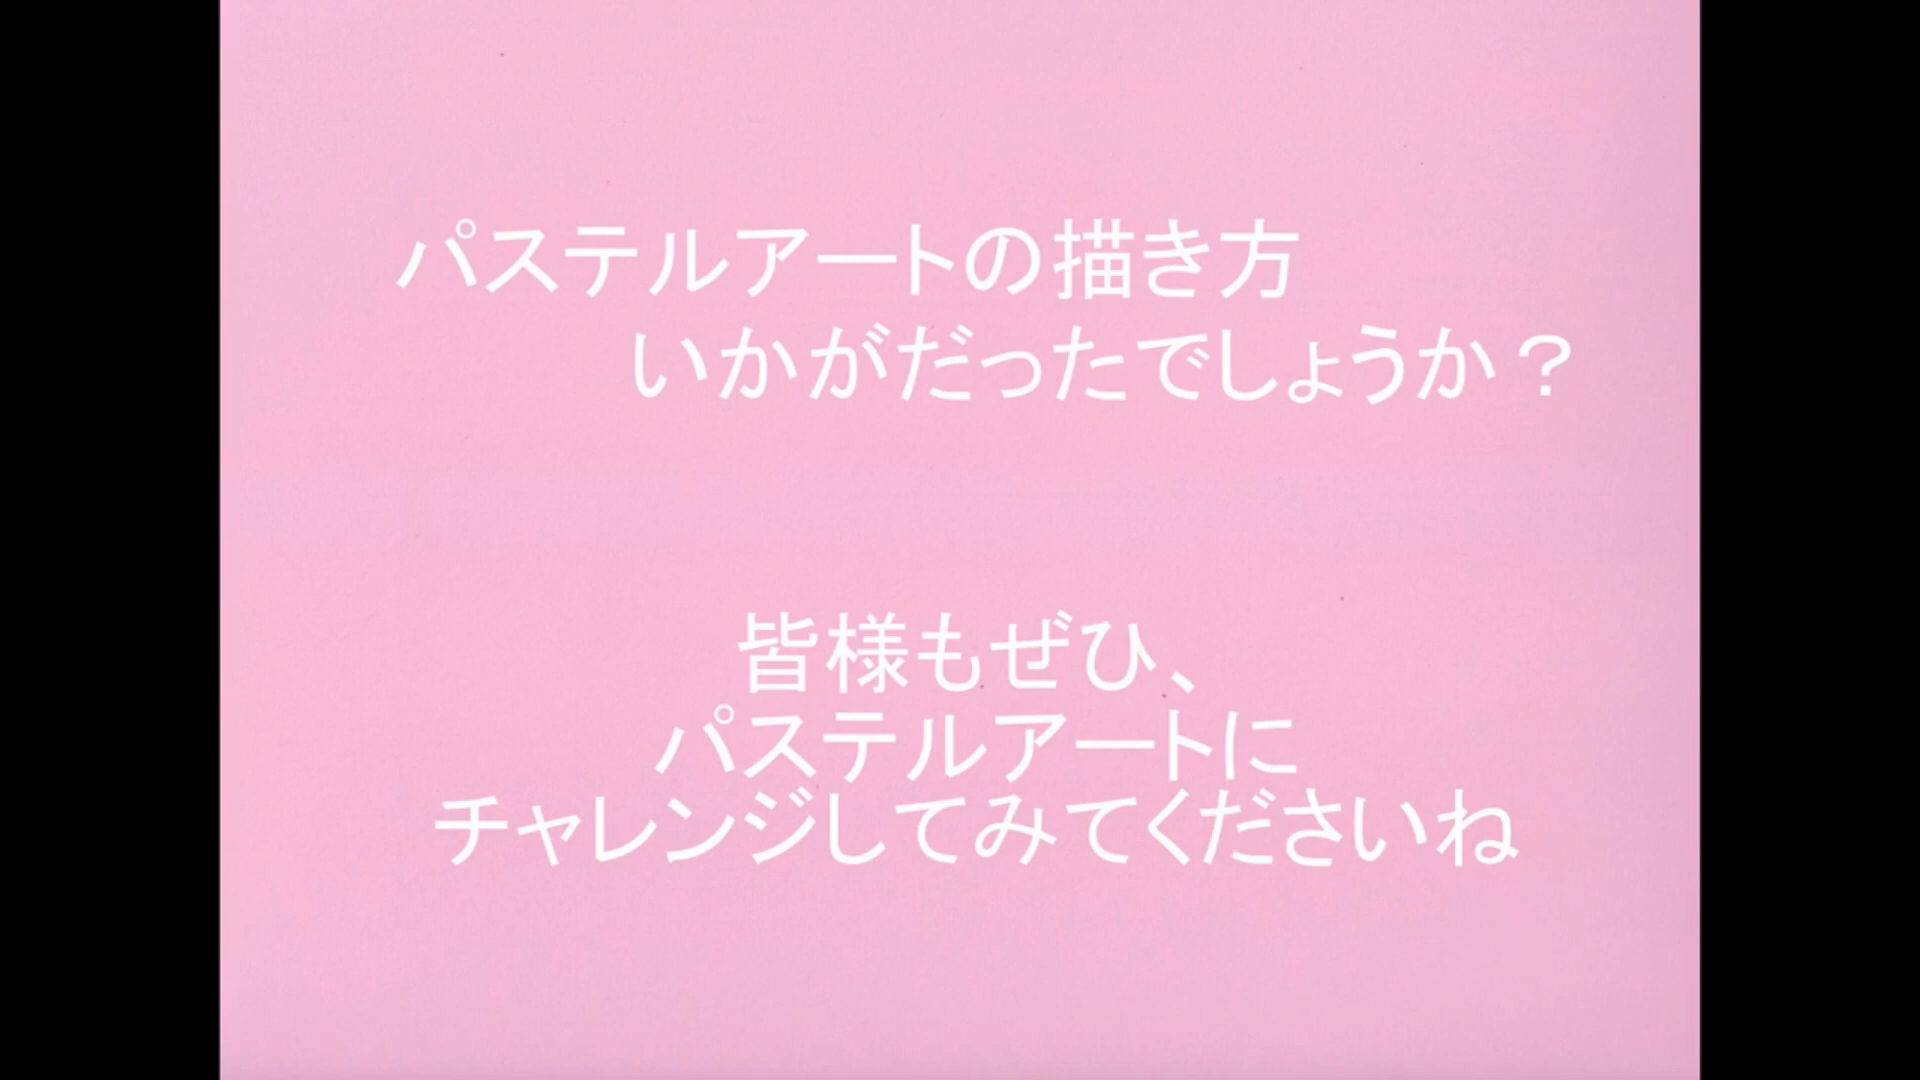 パステルアートの描き方
いかがだったでしょうか？
皆様もぜひ、
パステルアートに
チャレンジしてみてくださいね